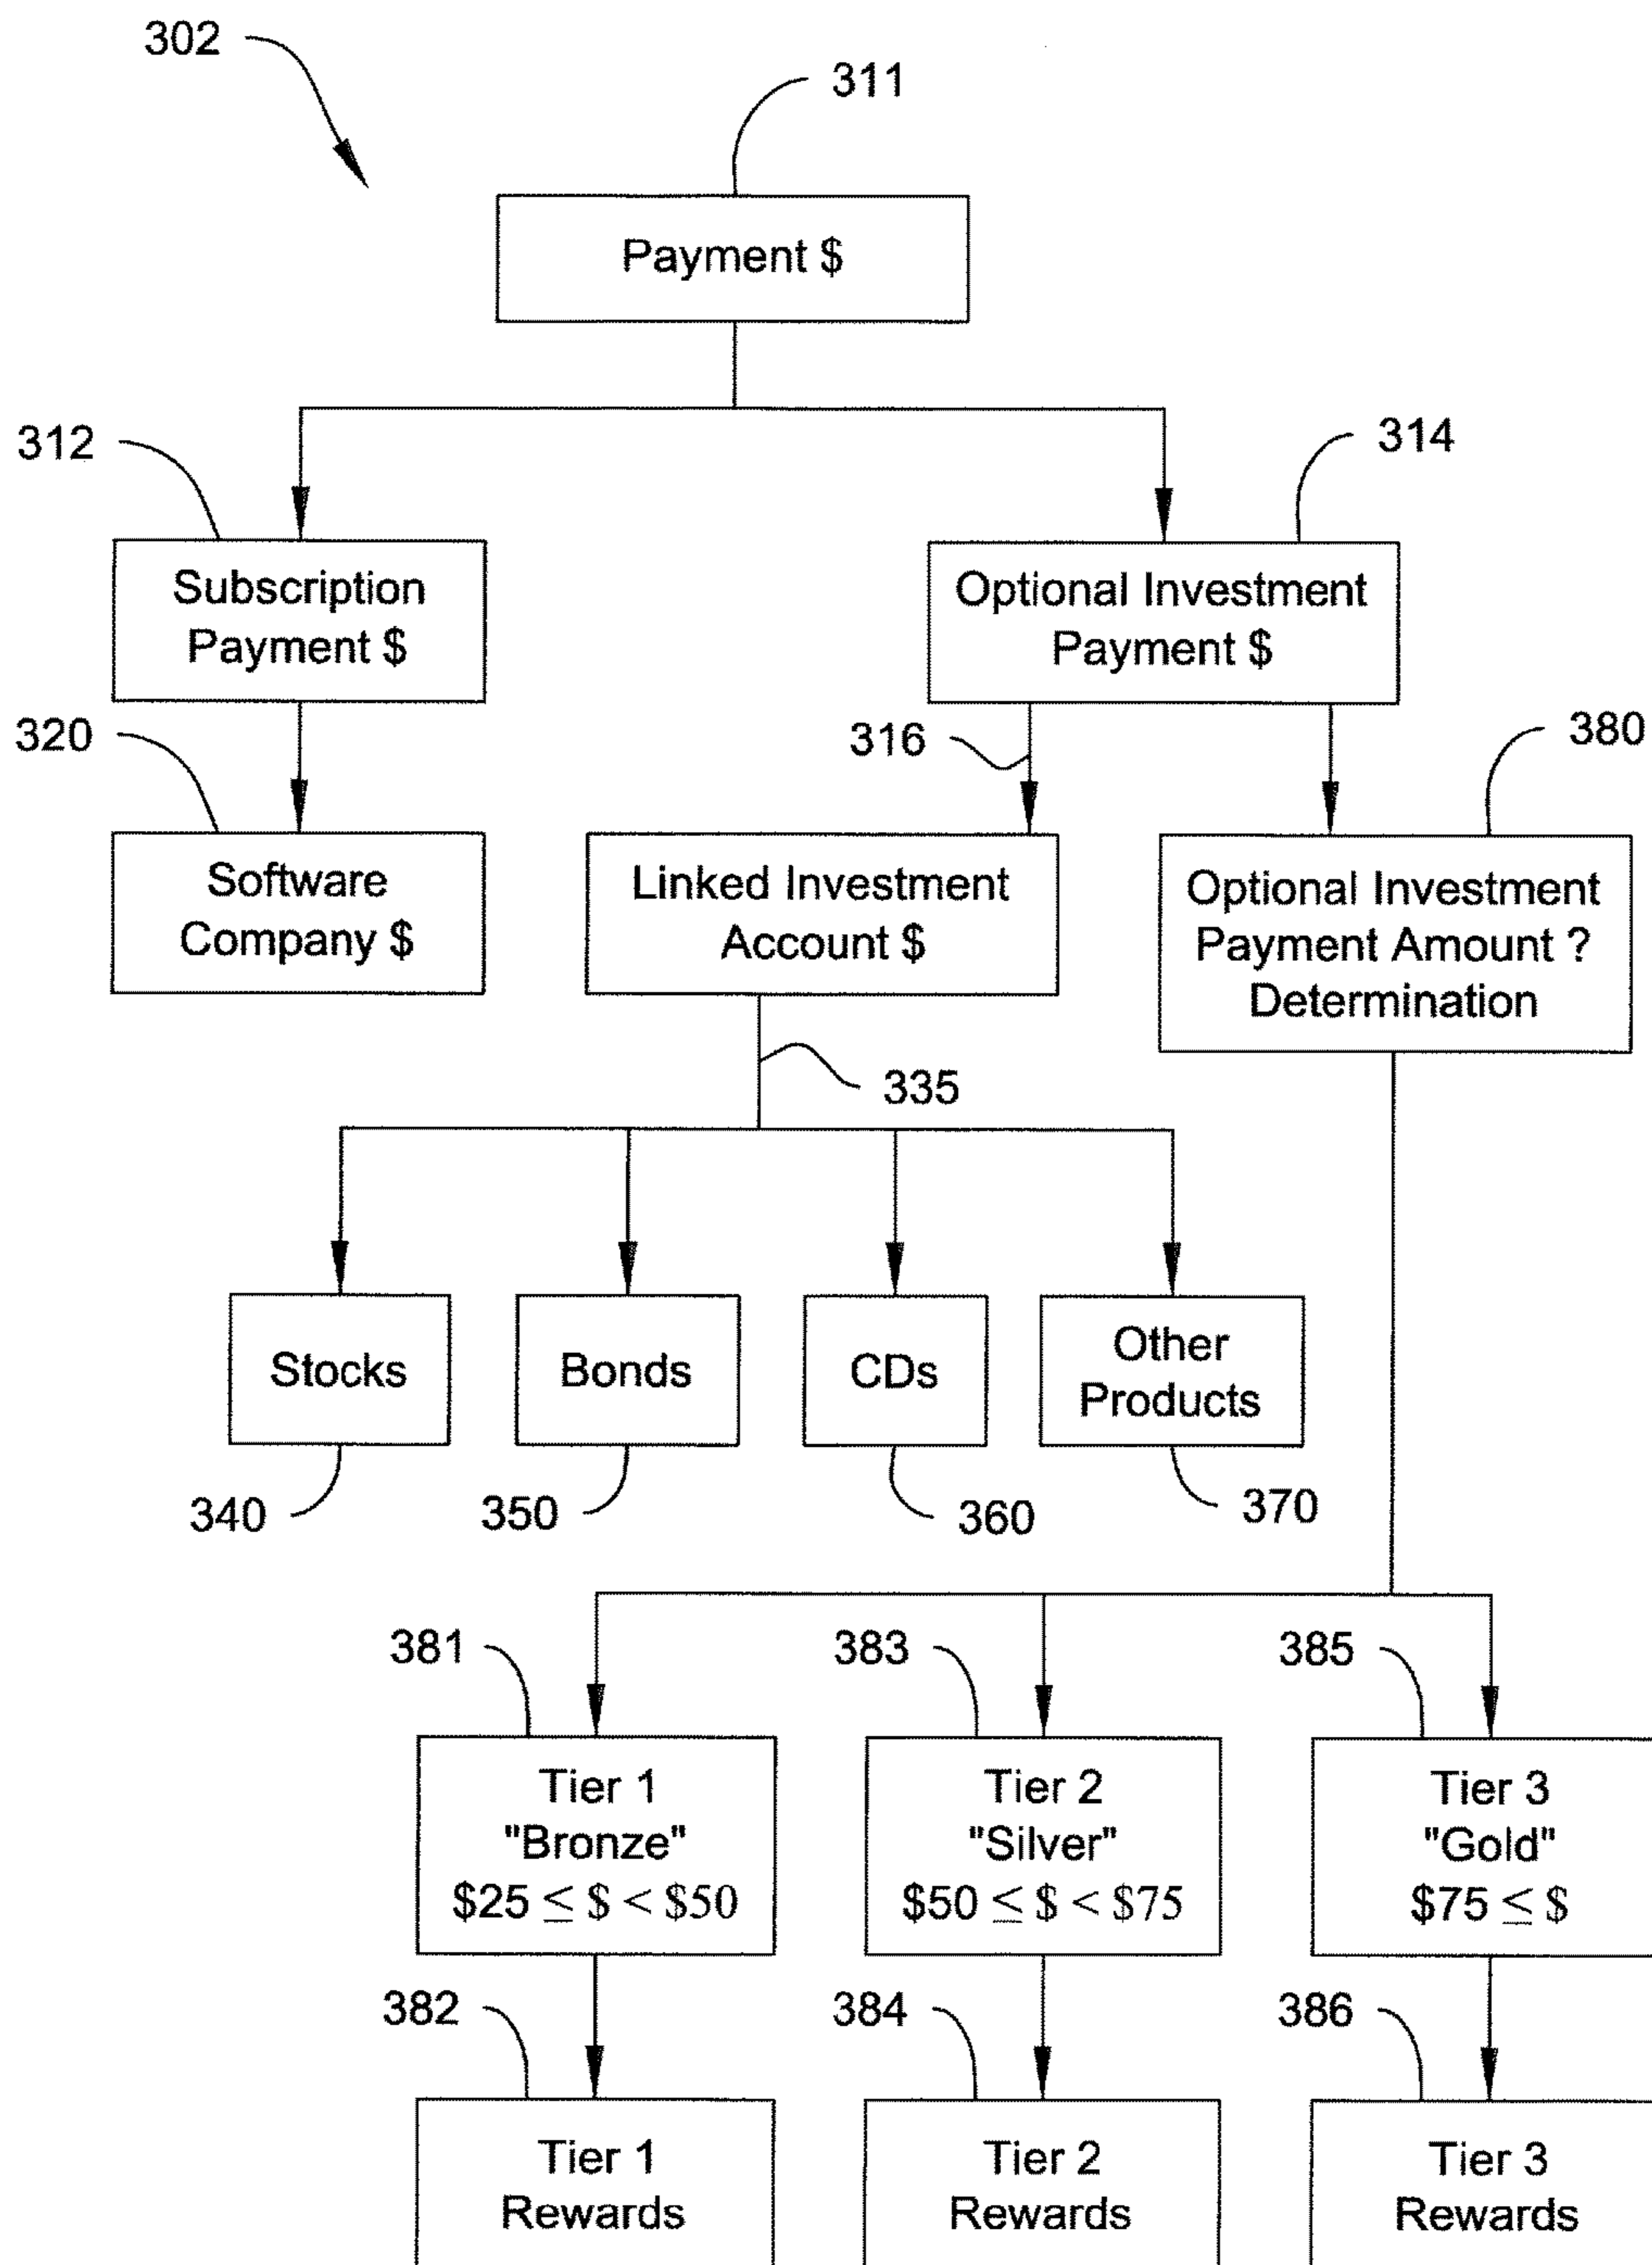 302
311
Payment $
312
314
Subscription
Payment $
Optional Investment
Payment $
320
316
380
Software
Company $
Linked Investment
Account $
Optional Investment
Payment Amount ?
Determination
335
Stocks
Bonds
CDs
Other
Products
340
350
360
370
381
383
385
Tier 1
"Bronze"
$25 ≤ $ < $50
Tier 2
"Silver"
$50 ≤ $ < $75
Tier 3
"Gold"
$75 ≤ $
382
384
386
Tier 1
Rewards
Tier 2
Rewards
Tier 3
Rewards